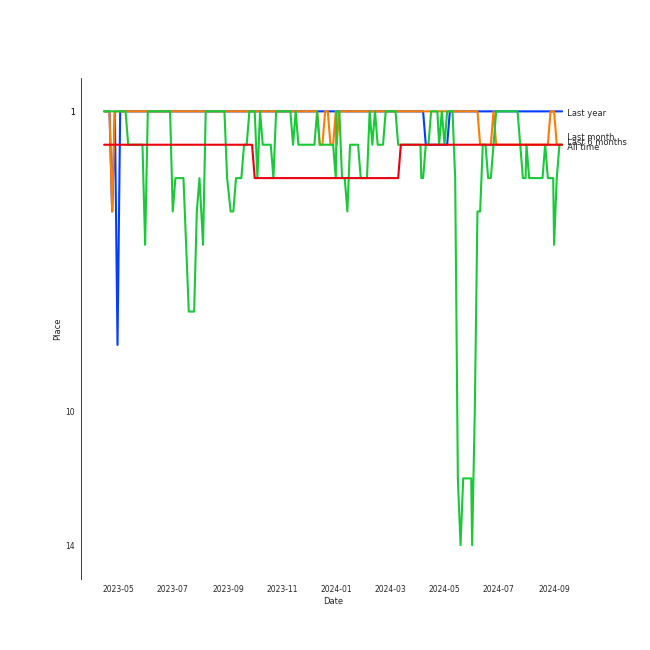 1
Last year
Last month
Last 6 months
All time
Place
10
14
2023-05 2023-07 2023-09 2023-11 2024-01 2024-03 2024-05 2024-07 2024-09
Date